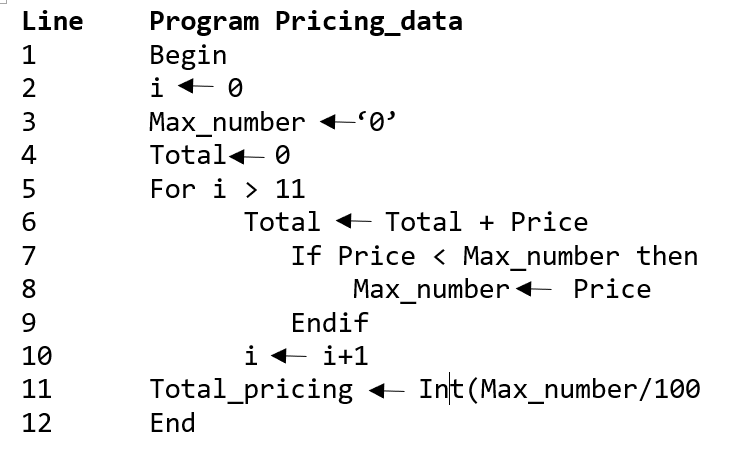 Line Program Pricing_data
1 Begin
2 i ← 0
3 Max_number ←‘0’
4 Total← 0
5 For i > 11
6 Total ← Total + Price
7 If Price < Max_number then
8 Max_number← Price
9 Endif
10 i ← i+1
11 Total_pricing ← Int(Max_number/100
12 End